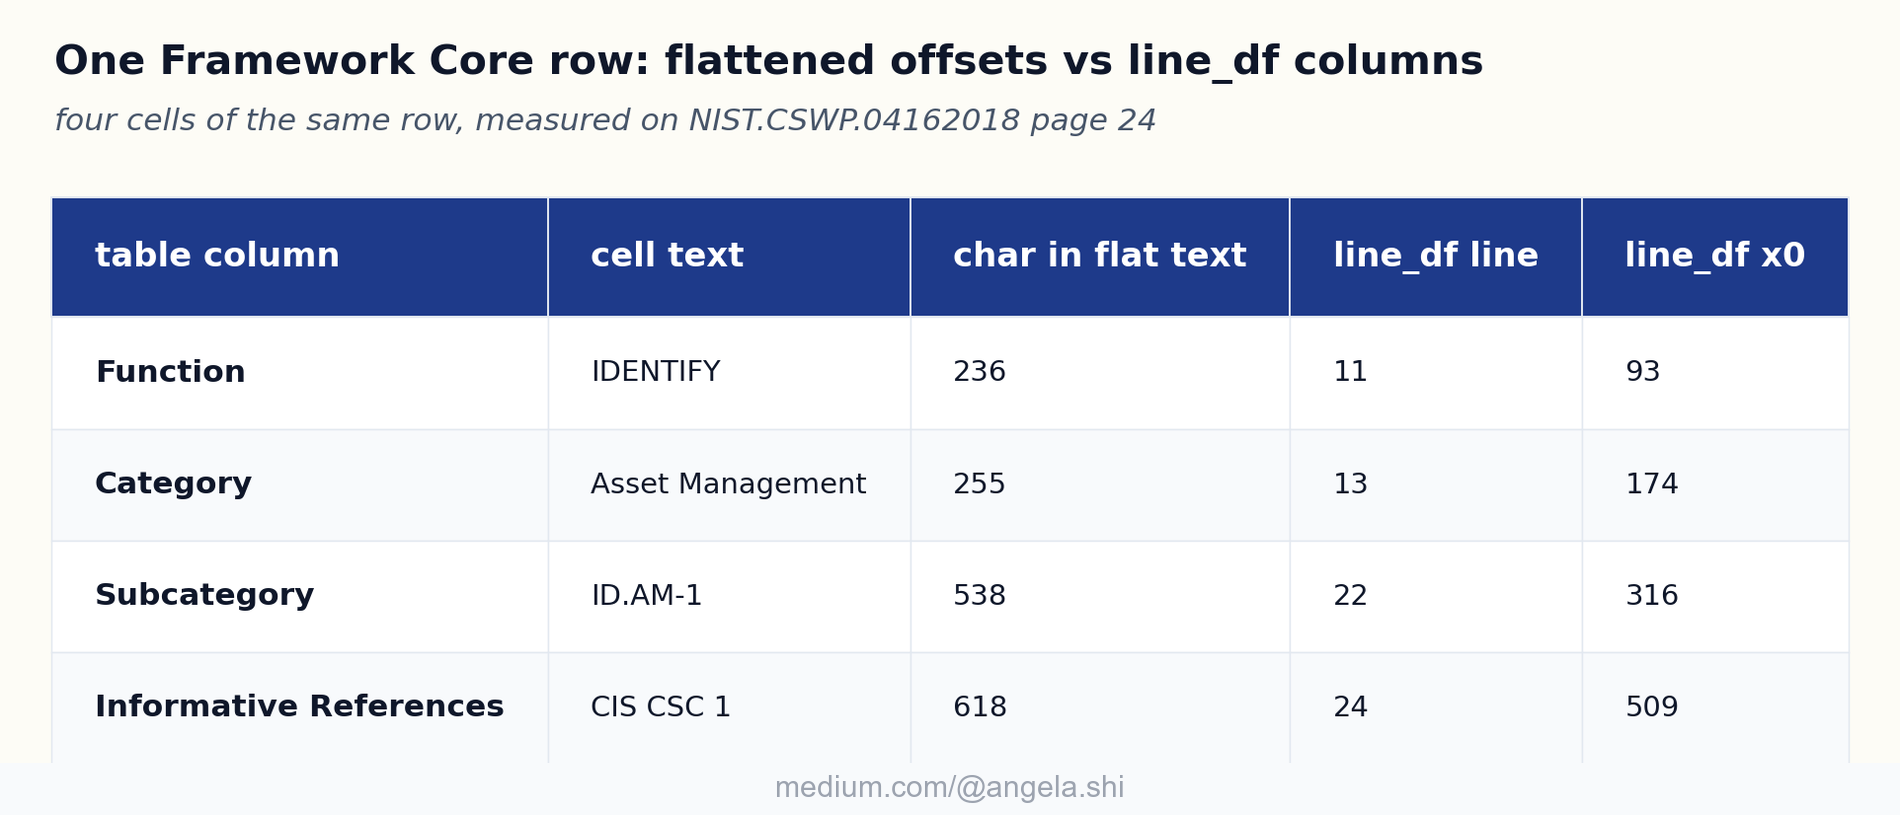 One Framework Core row: flattened offsets vs line_df columns
four cells of the same row, measured on NIST.CSWP.04162018 page 24
table column cell text char in flat text line_df line line_df x0
Function IDENTIFY 236 11 93
Category Asset Management 255 13 174
Subcategory ID.AM-1 538 22 316
Informative References CIS CSC 1 618 24 509
medium.com/@angela.shi